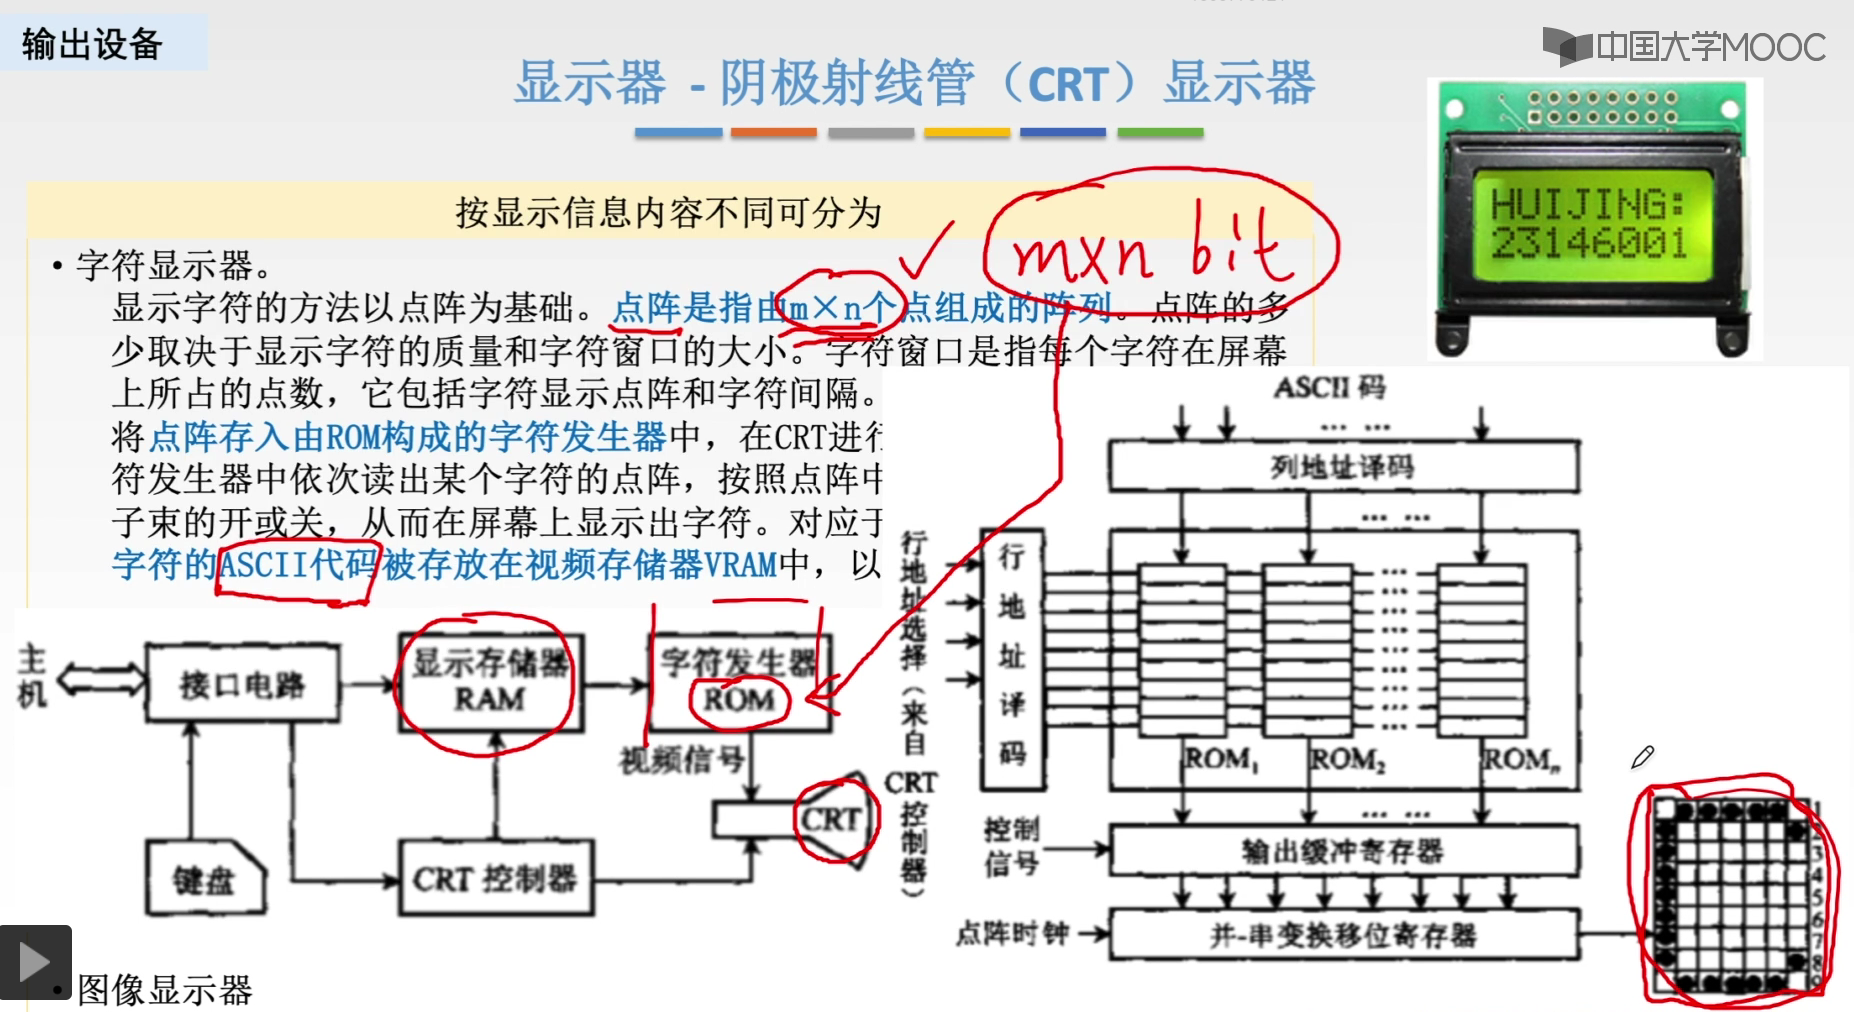 输出设备
中国大学MOOC
显示器 - 阴极射线管（CRT）显示器
HUIJING:
23146001
按显示信息内容不同可分为
m×n bit
• 字符显示器。
显示字符的方法以点阵为基础。点阵是指由m×n个点组成的阵列。点阵的多
少取决于显示字符的质量和字符窗口的大小。字符窗口是指每个字符在屏幕
上所占的点数，它包括字符显示点阵和字符间隔。
将点阵存入由ROM构成的字符发生器中，在CRT进行
符发生器中依次读出某个字符的点阵，按照点阵中
子束的开或关，从而在屏幕上显示出字符。对应于
字符的ASCII代码被存放在视频存储器VRAM中，以
主机
接口电路
显示存储器
RAM
字符发生器
ROM
视频信号
CRT
键盘
CRT 控制器
ASCII 码
… …
列地址译码
… …
行地址选择（来自CRT控制器）
行地址译码
ROM₁
ROM₂
ROMₙ
… …
控制
信号
输出缓冲寄存器
点阵时钟
并-串变换移位寄存器
1
2
3
4
5
6
7
8
9
• 图像显示器